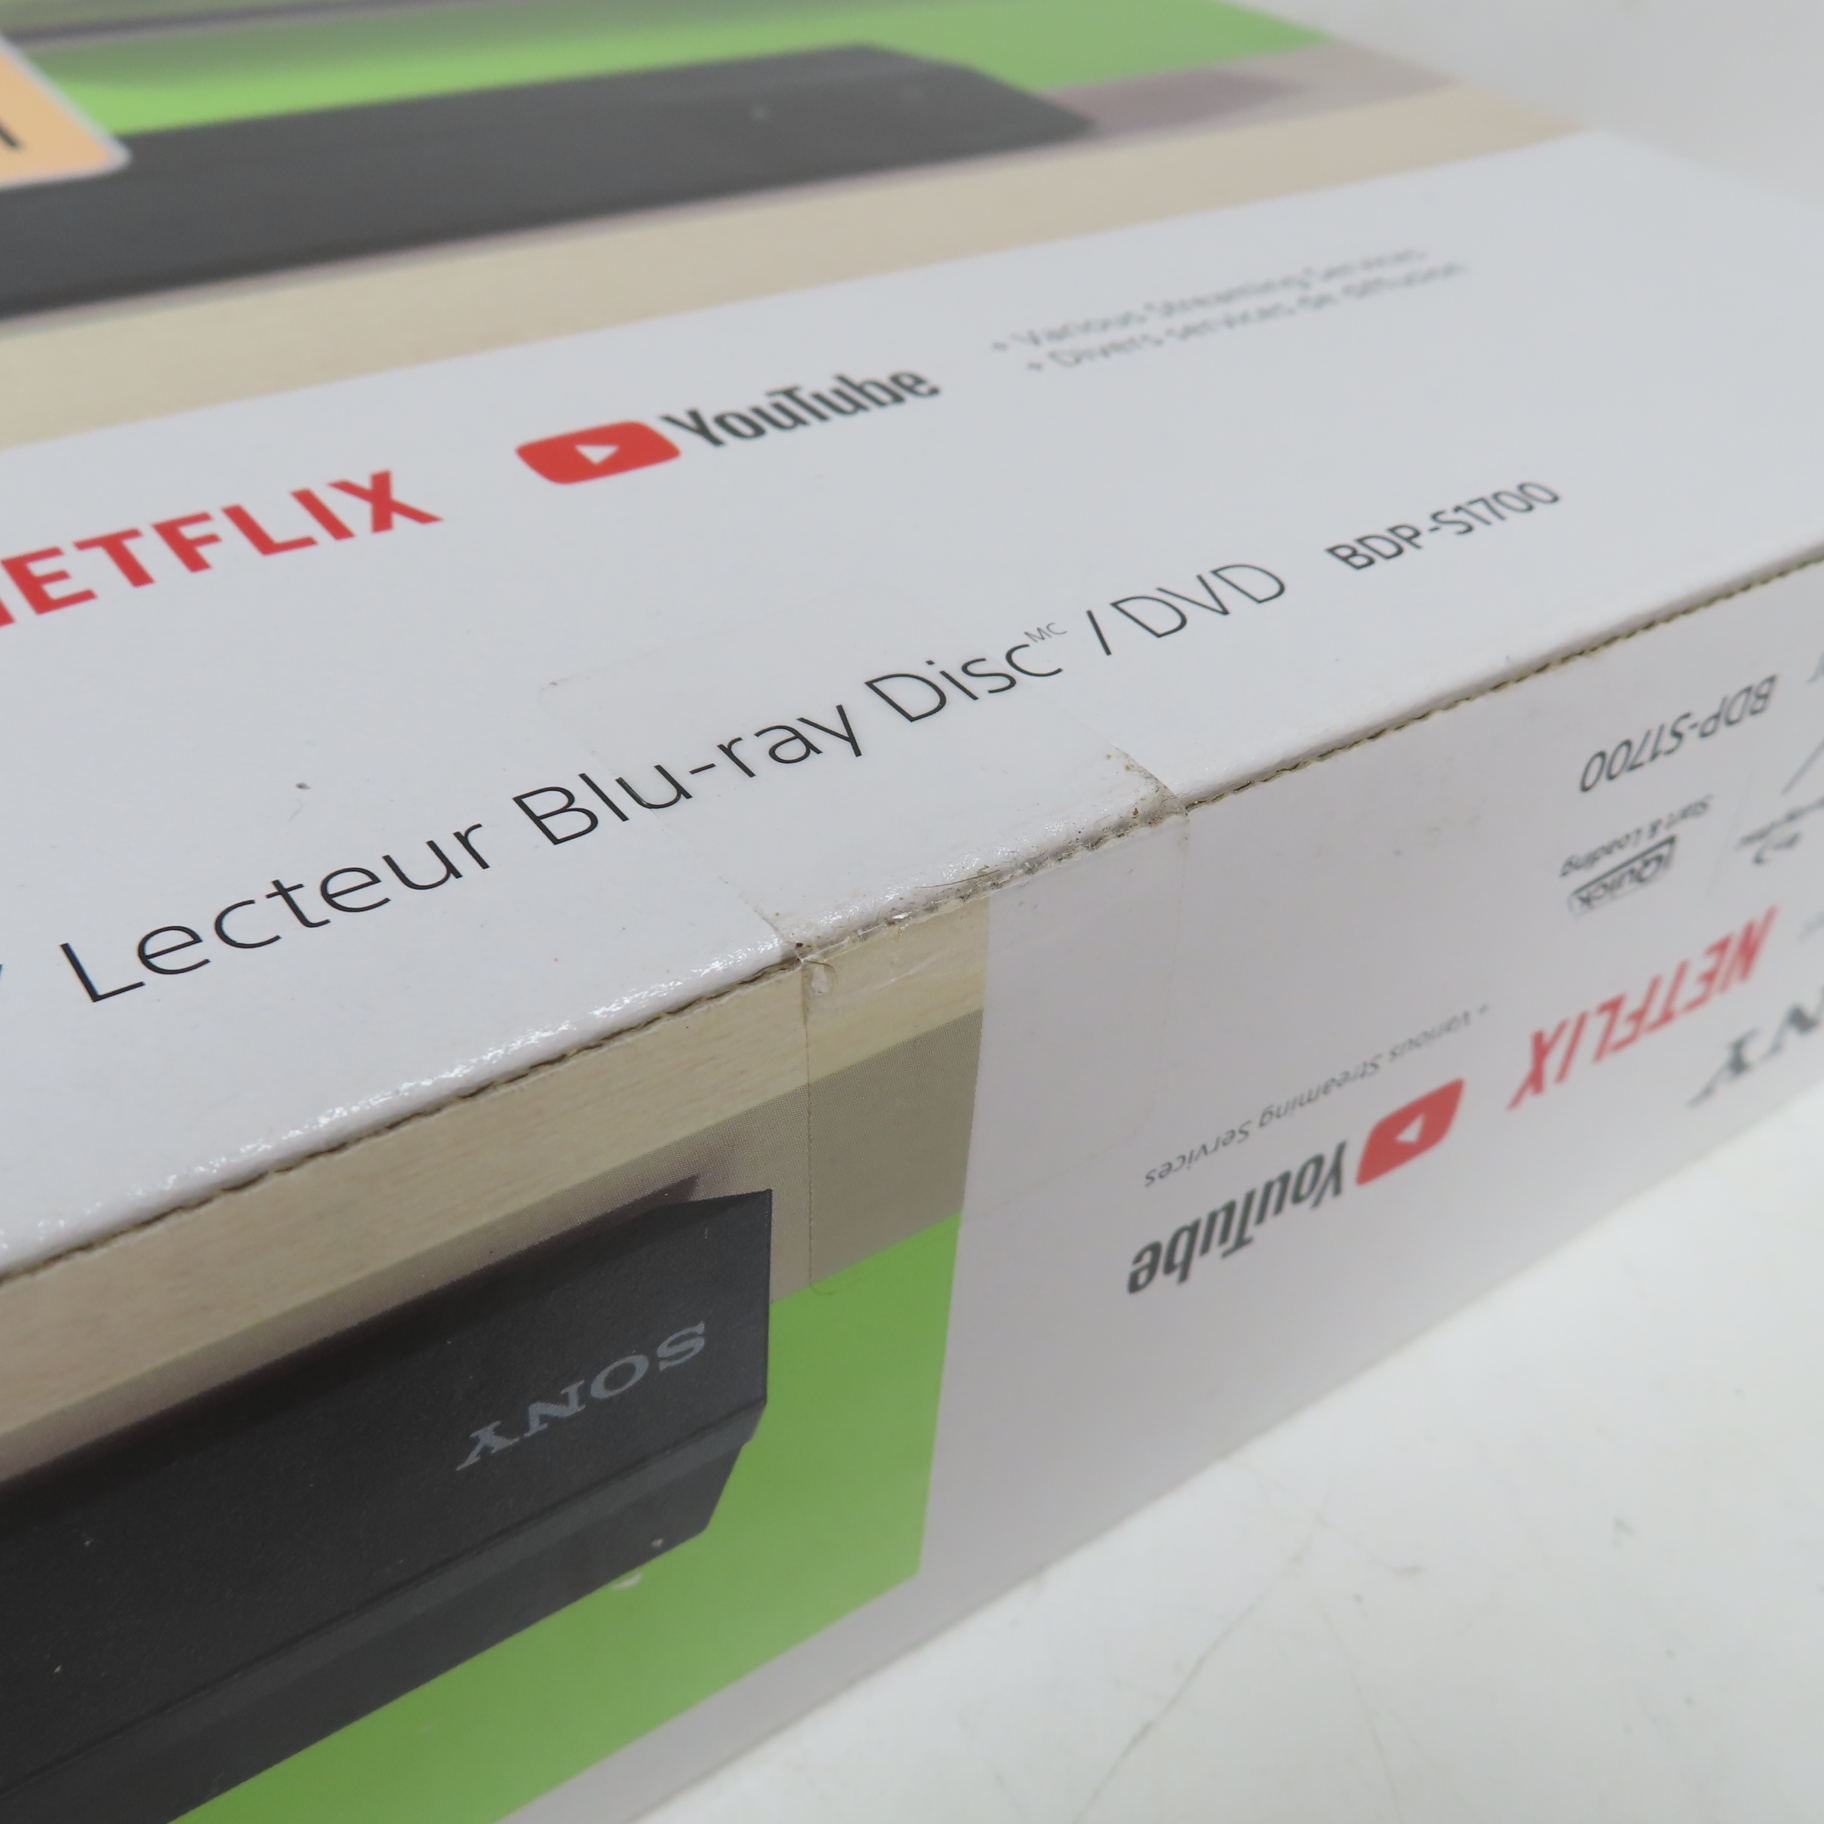 + Various Streaming Services
+ Divers services de diffusion
YouTube
NETFLIX
Lecteur Blu-ray Disc MC / DVD BDP-S1700
BDP-S1700
Quick
Start & Loading
NETFLIX
+ Various Streaming Services
YouTube
SONY